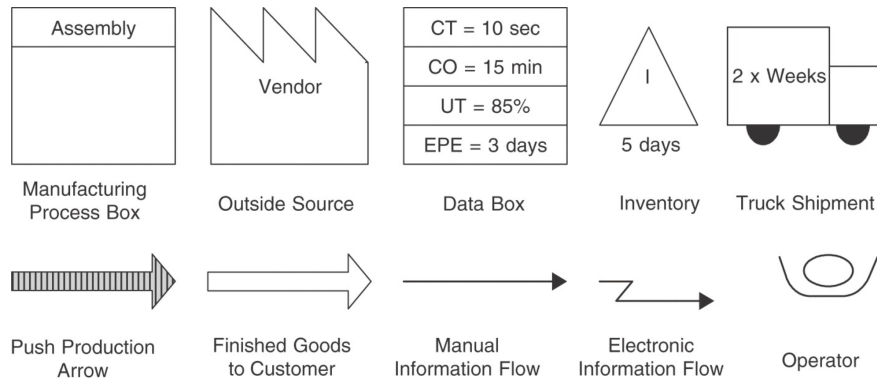 Assembly
Vendor
CT = 10 sec
CO = 15 min
UT = 85%
EPE = 3 days
I
5 days
2 x Weeks
Manufacturing
Process Box
Outside Source
Data Box
Inventory
Truck Shipment
Push Production
Arrow
Finished Goods
to Customer
Manual
Information Flow
Electronic
Information Flow
Operator